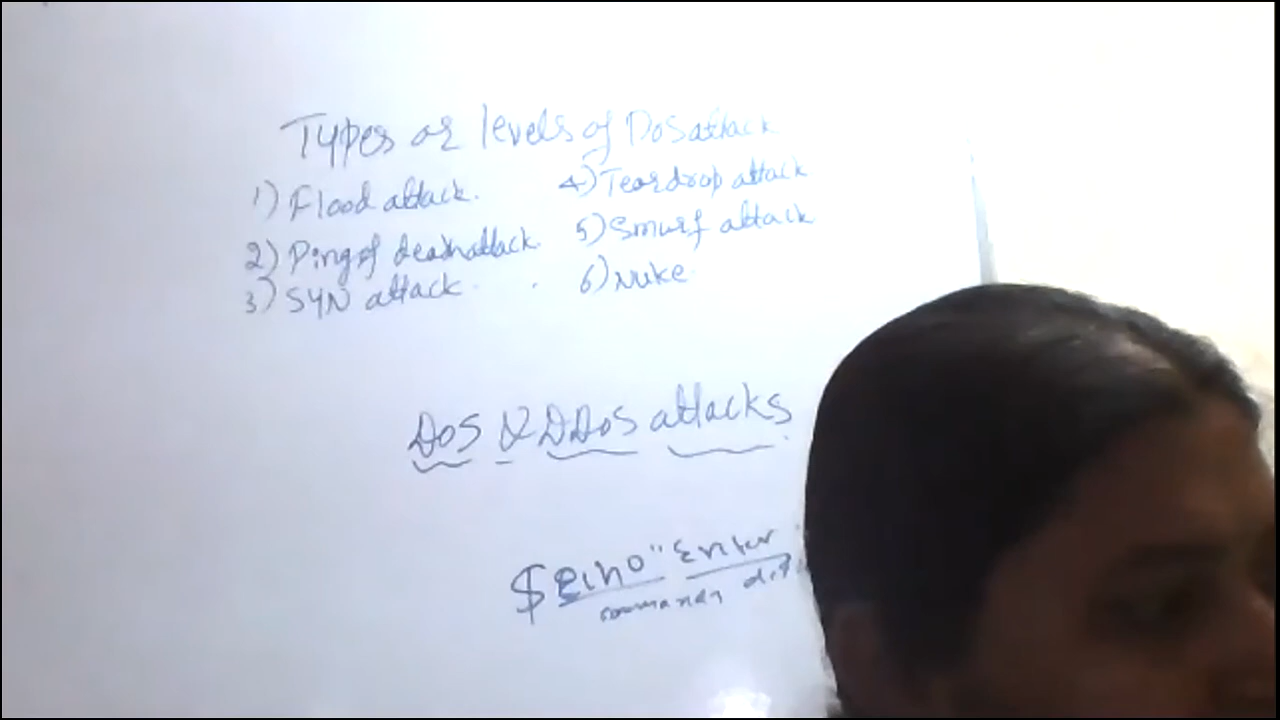 Types or levels of DoS attack
1) Flood attack.
2) Ping of death attack.
3) SYN attack
4) Teardrop attack
5) Smurf attack
6) Nuke
DoS & DDoS attacks
$ echo "Enter